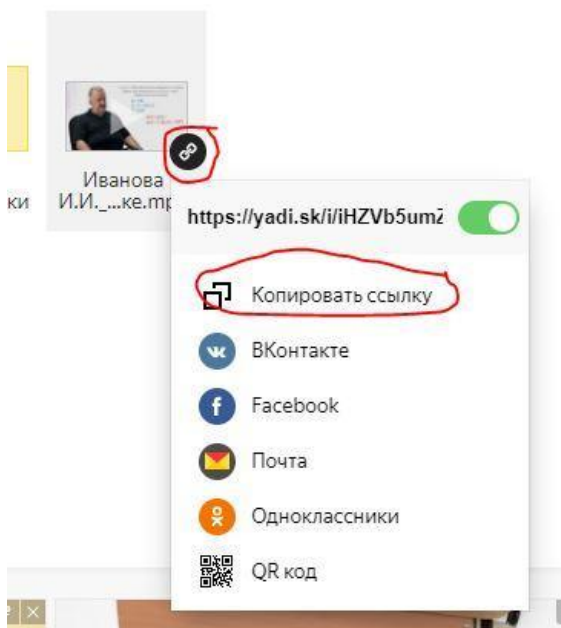 Иванова
ки И.И._...ке.mp
https://yadi.sk/i/iHZVb5umZ
Копировать ссылку
ВКонтакте
Facebook
Почта
Одноклассники
QR код